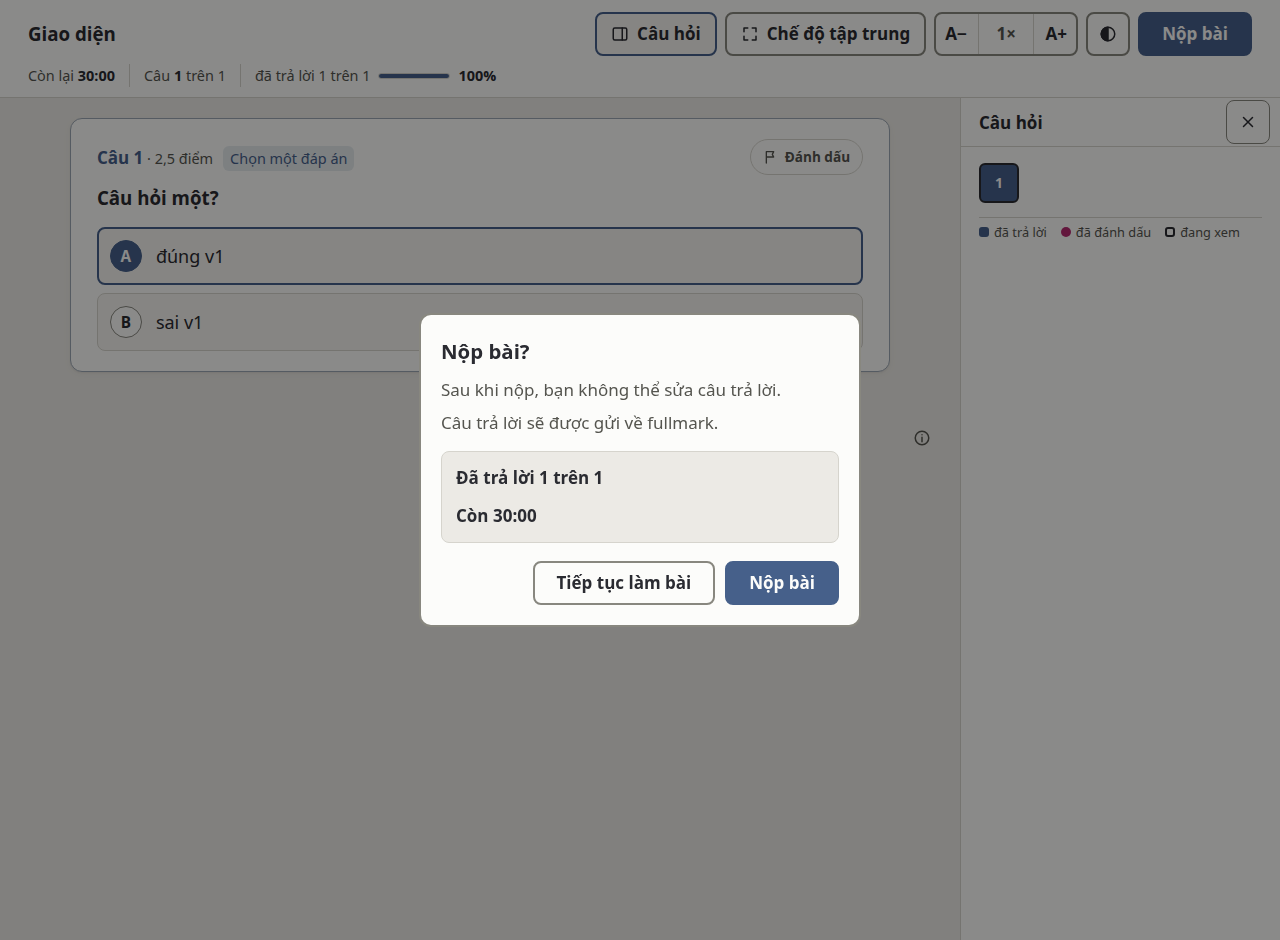 Giao diện
Câu hỏi
Chế độ tập trung
A− 1× A+
Nộp bài
Còn lại 30:00
Câu 1 trên 1
đã trả lời 1 trên 1 100%
Câu 1 · 2,5 điểm Chọn một đáp án
Đánh dấu
Câu hỏi một?
A đúng v1
B sai v1
Câu hỏi
1
đã trả lời đã đánh dấu đang xem
Nộp bài?
Sau khi nộp, bạn không thể sửa câu trả lời.
Câu trả lời sẽ được gửi về fullmark.
Đã trả lời 1 trên 1
Còn 30:00
Tiếp tục làm bài
Nộp bài